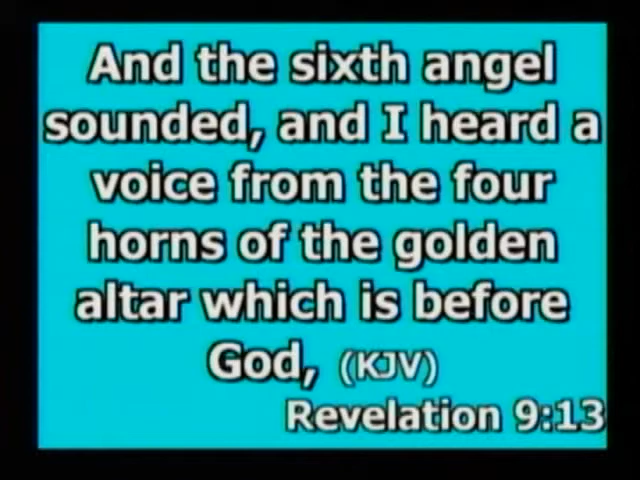 And the sixth angel
sounded, and I heard a
voice from the four
horns of the golden
altar which is before
God, (KJV)
Revelation 9:13